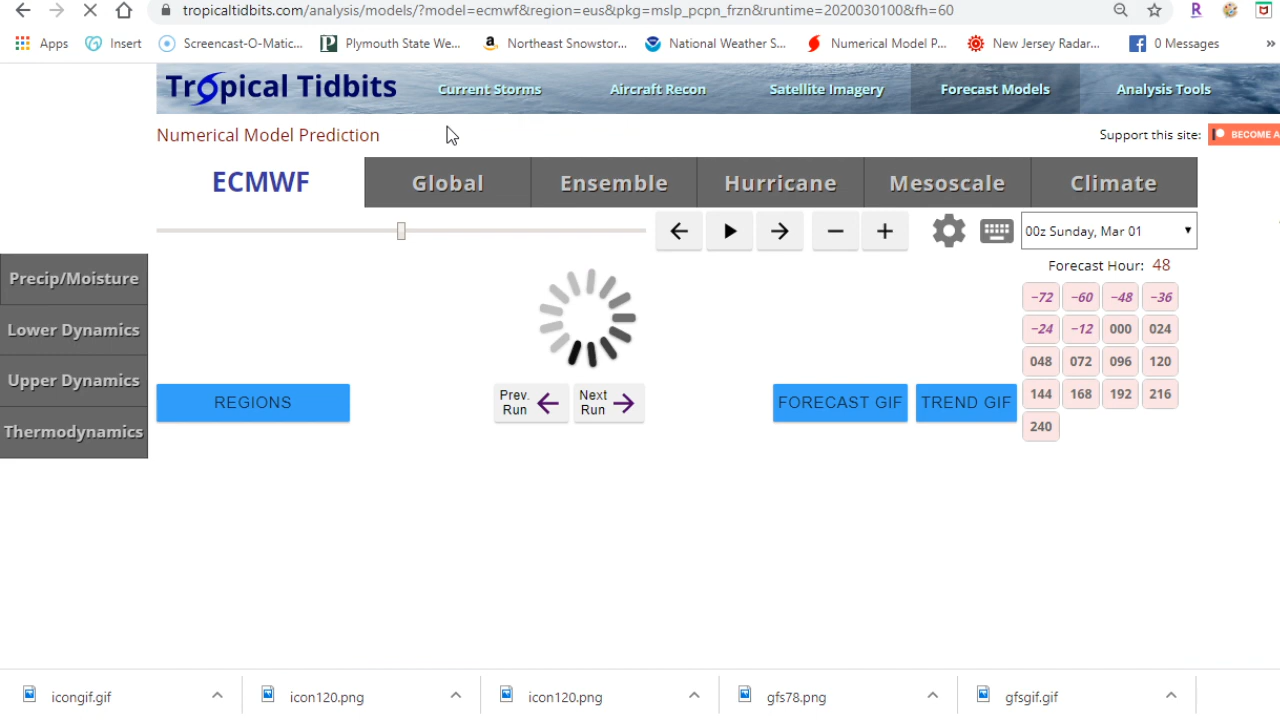 tropicaltidbits.com/analysis/models/?model=ecmwf&region=eus&pkg=mslp_pcpn_frzn&runtime=2020030100&fh=60
R
Apps Insert Screencast-O-Matic... P Plymouth State We... a Northeast Snowstor... National Weather S... Numerical Model P... New Jersey Radar... f 0 Messages »
Tropical Tidbits Current Storms Aircraft Recon Satellite Imagery Forecast Models Analysis Tools
Numerical Model Prediction
Support this site: BECOME A
ECMWF Global Ensemble Hurricane Mesoscale Climate
00z Sunday, Mar 01
Forecast Hour: 48
Precip/Moisture
Lower Dynamics
Upper Dynamics
Thermodynamics
−72 −60 −48 −36
−24 −12 000 024
048 072 096 120
144 168 192 216
240
REGIONS
Prev. Run
Next Run
FORECAST GIF
TREND GIF
icongif.gif icon120.png icon120.png gfs78.png gfsgif.gif